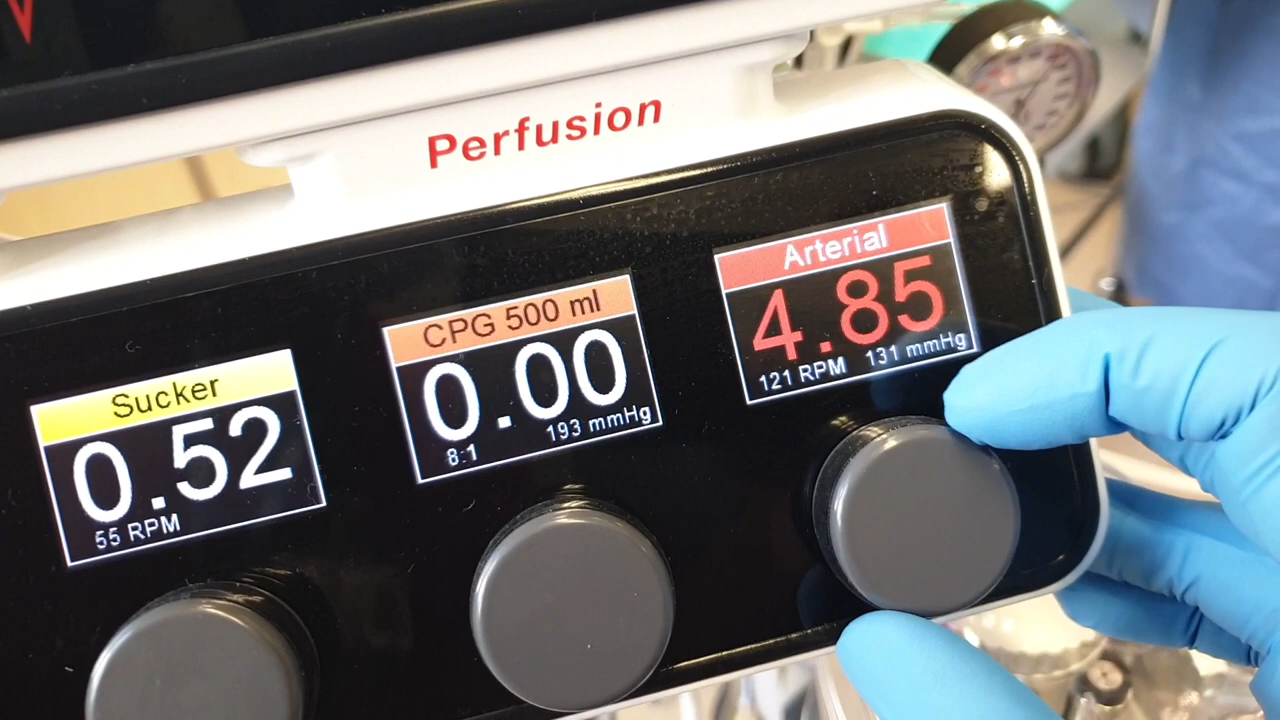 Perfusion
Sucker
0.52
55 RPM
CPG 500 ml
0.00
8:1 193 mmHg
Arterial
4.85
121 RPM 131 mmHg